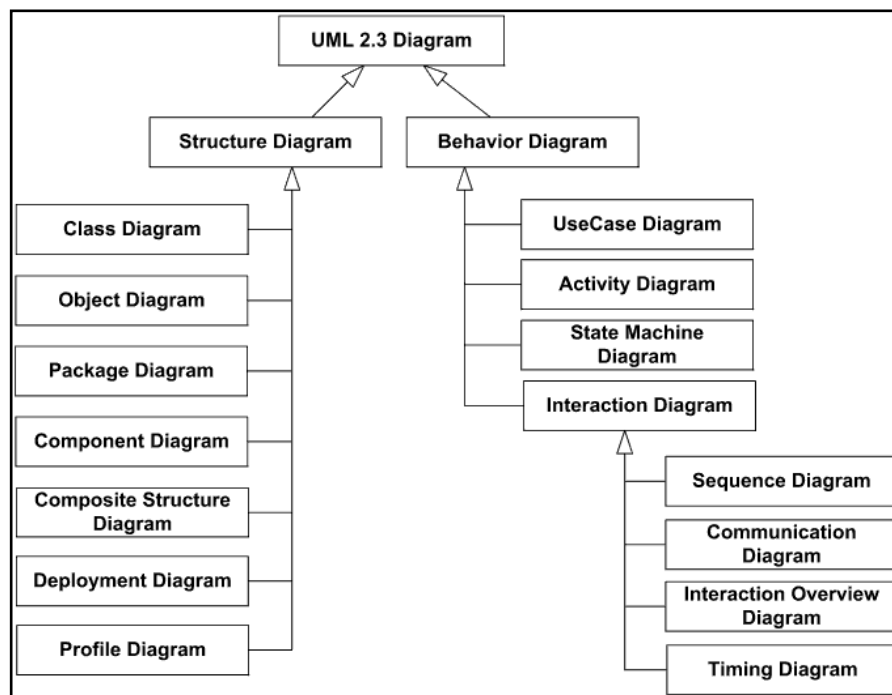 UML 2.3 Diagram
Structure Diagram
Behavior Diagram
Class Diagram
Object Diagram
Package Diagram
Component Diagram
Composite Structure
Diagram
Deployment Diagram
Profile Diagram
UseCase Diagram
Activity Diagram
State Machine
Diagram
Interaction Diagram
Sequence Diagram
Communication
Diagram
Interaction Overview
Diagram
Timing Diagram